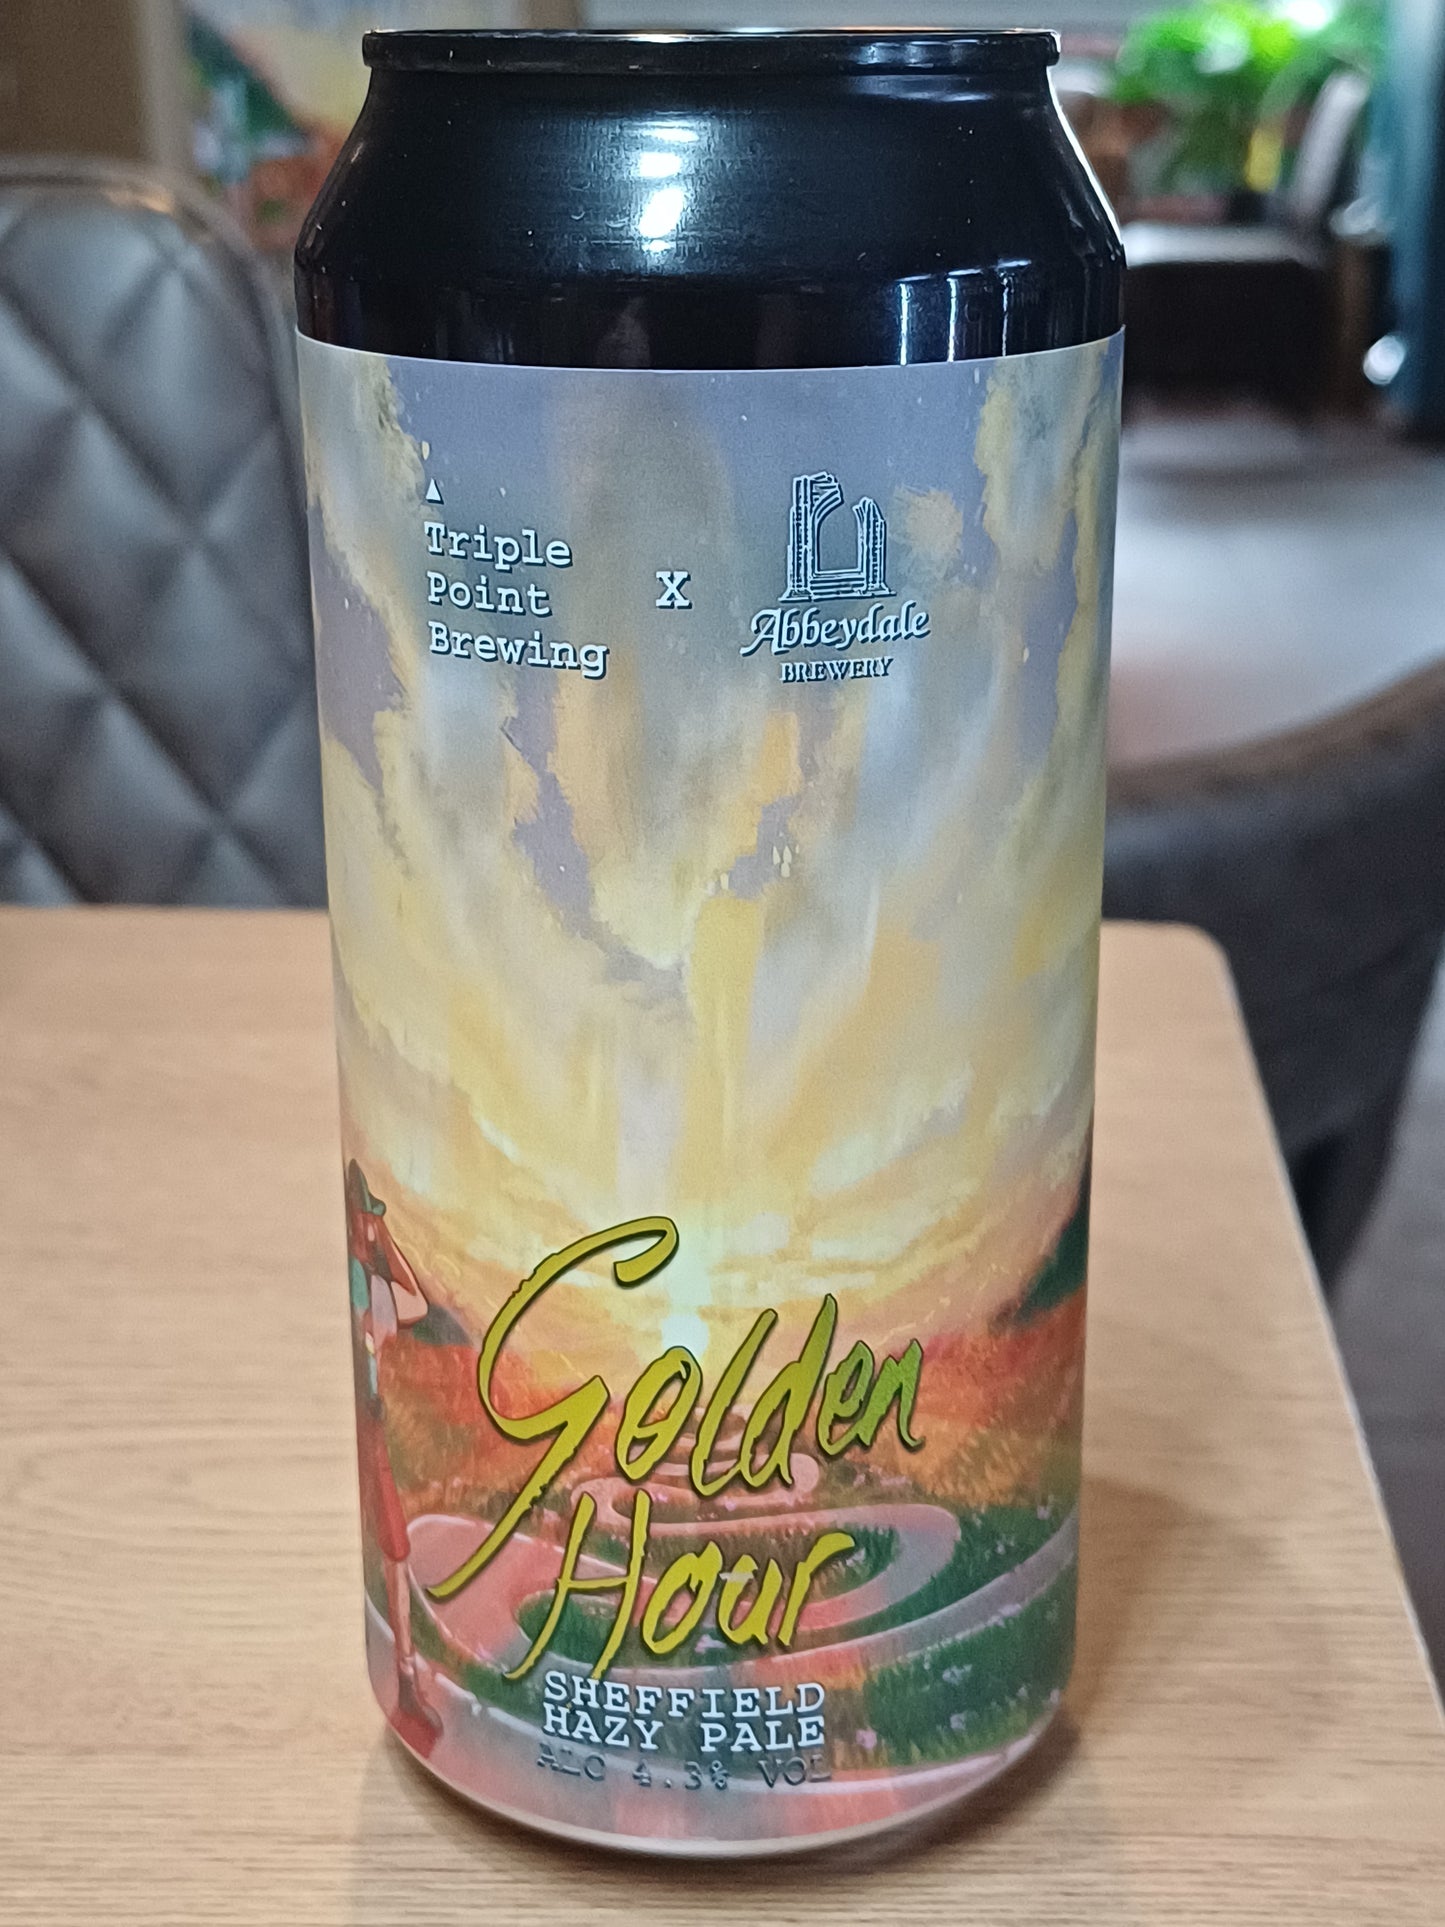 Triple
Point
Brewing
X
Abbeydale
BREWERY
Golden
Hour
SHEFFIELD
HAZY PALE
ALC 4.3% VOL